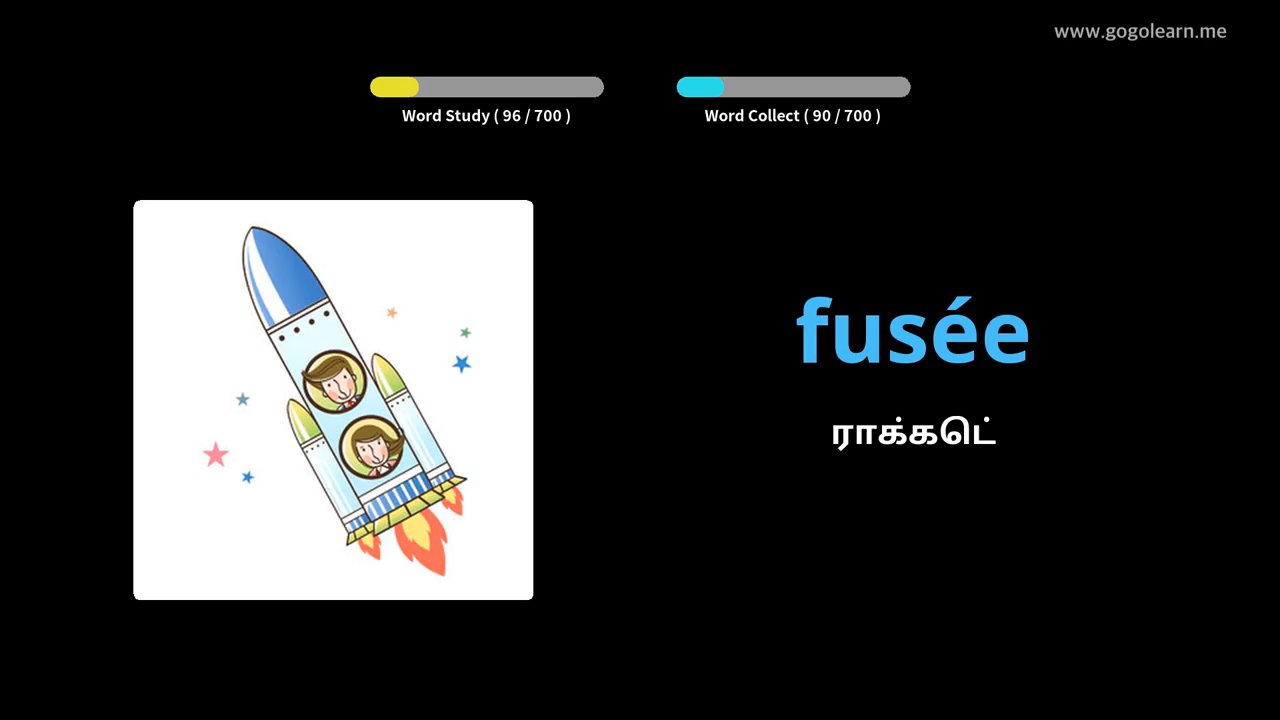 www.gogolearn.me
Word Study ( 96 / 700 )
Word Collect ( 90 / 700 )
fusée
ராக்கெட்